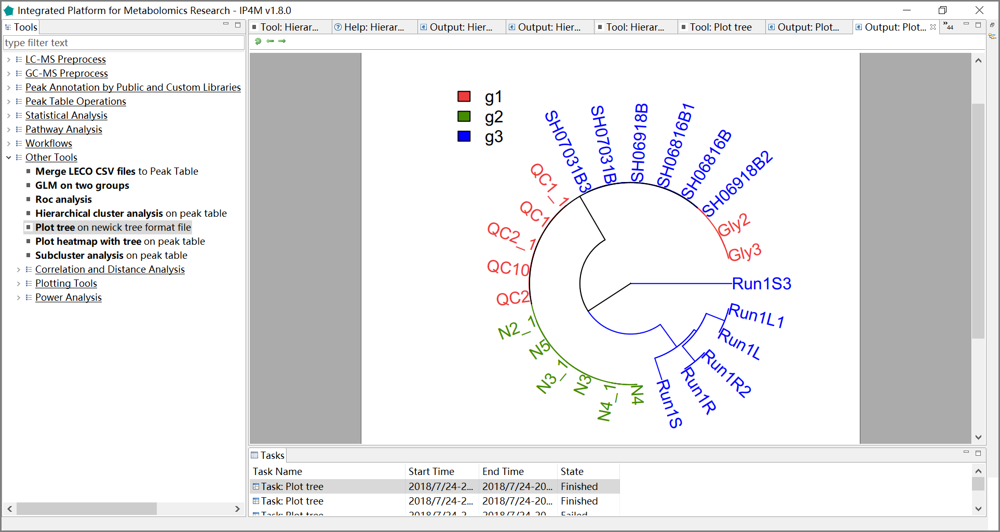 Integrated Platform for Metabolomics Research - IP4M v1.8.0
Tools
type filter text
LC-MS Preprocess
GC-MS Preprocess
Peak Annotation by Public and Custom Libraries
Peak Table Operations
Statistical Analysis
Pathway Analysis
Workflows
Other Tools
Merge LECO CSV files to Peak Table
GLM on two groups
Roc analysis
Hierarchical cluster analysis on peak table
Plot tree on newick tree format file
Plot heatmap with tree on peak table
Subcluster analysis on peak table
Correlation and Distance Analysis
Plotting Tools
Power Analysis
Tool: Hierar... Help: Hierar... Output: Hier... Output: Hier... Tool: Hierar... Tool: Plot tree Output: Plot... Output: Plot... »44
g1
g2
g3
SH07031B3
SH07031B
SH06918B
SH06816B1
SH06816B
SH06918B2
Gly2
Gly3
Run1S3
Run1L1
Run1L
Run1R2
Run1R
Run1S
N4
N4_1
N3
N3_1
N5
N2_1
QC2
QC10
QC2_1
QC1
QC1_1
Tasks
Task Name Start Time End Time State
Task: Plot tree 2018/7/24-2... 2018/7/24-20... Finished
Task: Plot tree 2018/7/24-2... 2018/7/24-20... Finished
Task: Plot tree 2018/7/24-2... 2018/7/24-20... Failed